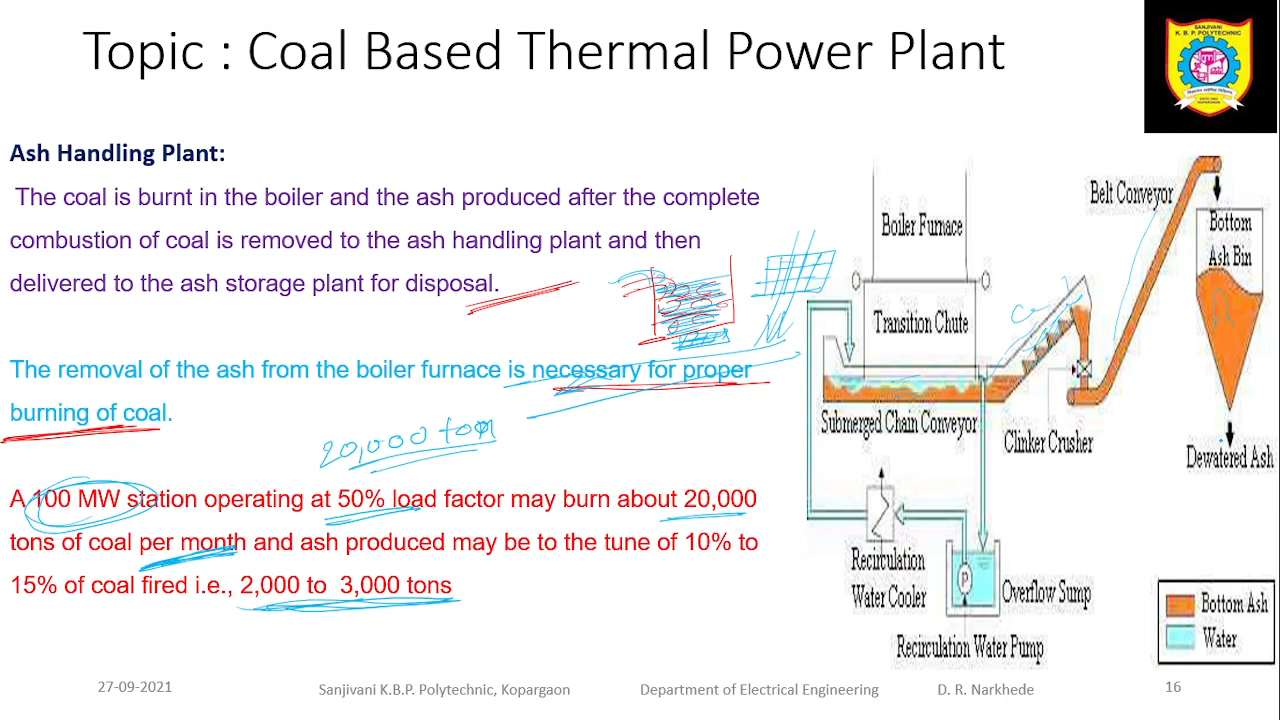 Topic : Coal Based Thermal Power Plant
SANJIVANI
K. B. P. POLYTECHNIC
Ash Handling Plant:
The coal is burnt in the boiler and the ash produced after the complete
combustion of coal is removed to the ash handling plant and then
delivered to the ash storage plant for disposal.
The removal of the ash from the boiler furnace is necessary for proper
burning of coal.
20,000 ton
A 100 MW station operating at 50% load factor may burn about 20,000
tons of coal per month and ash produced may be to the tune of 10% to
15% of coal fired i.e., 2,000 to 3,000 tons
Belt Conveyor
Boiler Furnace
Bottom
Ash Bin
Transition Chute
Submerged Chain Conveyor
Clinker Crusher
Dewatered Ash
Recirculation
Water Cooler
P
Overflow Sump
Recirculation Water Pump
Bottom Ash
Water
27-09-2021
Sanjivani K.B.P. Polytechnic, Kopargaon
Department of Electrical Engineering
D. R. Narkhede
16